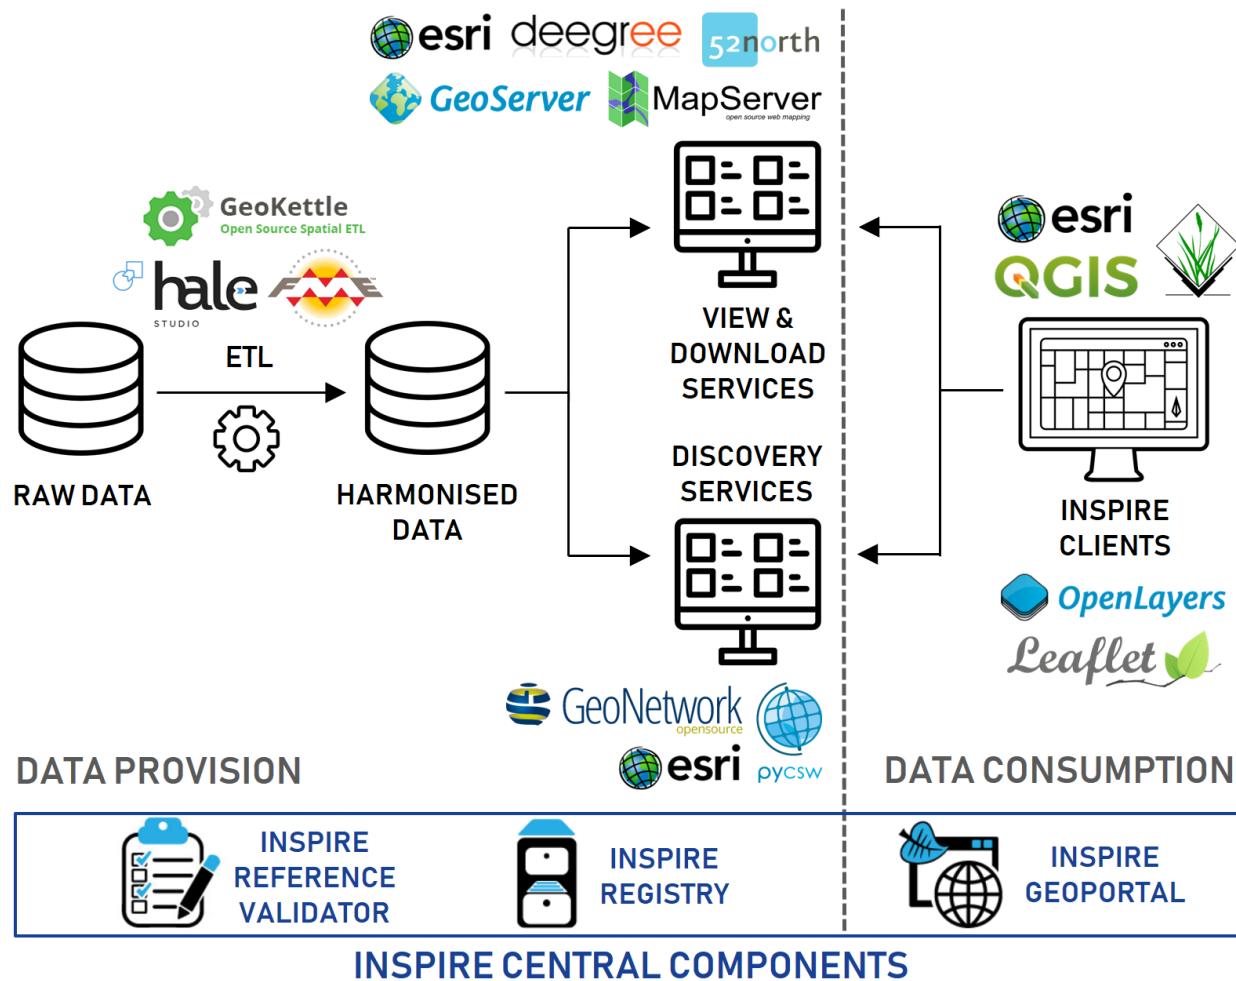 esri
deegree
52north
GeoServer
MapServer
open source web mapping
GeoKettle
Open Source Spatial ETL
hale
STUDIO
FME
ETL
RAW DATA
HARMONISED
DATA
VIEW &
DOWNLOAD
SERVICES
DISCOVERY
SERVICES
GeoNetwork
opensource
esri
pycsw
esri
QGIS
INSPIRE
CLIENTS
OpenLayers
Leaflet
DATA PROVISION
DATA CONSUMPTION
INSPIRE
REFERENCE
VALIDATOR
INSPIRE
REGISTRY
INSPIRE
GEOPORTAL
INSPIRE CENTRAL COMPONENTS